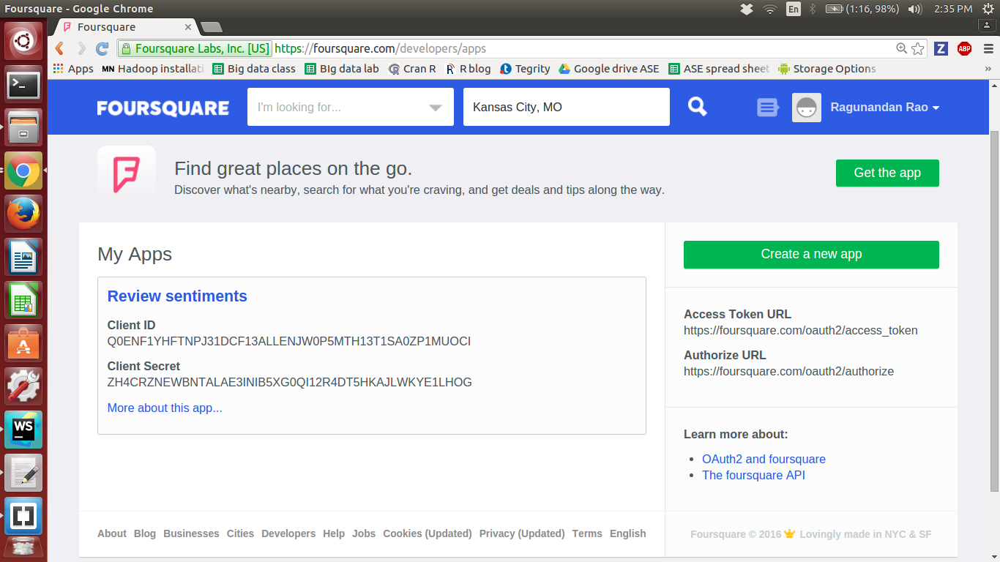 Foursquare - Google Chrome
En
(1:16, 98%)
2:35 PM
Foursquare
Foursquare Labs, Inc. [US]
https://foursquare.com/developers/apps
Z
ABP
Apps
MN Hadoop installati
Big data class
BIg data lab
Cran R
R blog
Tegrity
Google drive ASE
ASE spread sheet
Storage Options
»
FOURSQUARE
I'm looking for...
Kansas City, MO
Ragunandan Rao
Find great places on the go.
Discover what's nearby, search for what you're craving, and get deals and tips along the way.
Get the app
My Apps
Review sentiments
Client ID
Q0ENF1YHFTNPJ31DCF13ALLENJW0P5MTH13T1SA0ZP1MUOCI
Client Secret
ZH4CRZNEWBNTALAE3INIB5XG0QI12R4DT5HKAJLWKYE1LHOG
More about this app...
Create a new app
Access Token URL
https://foursquare.com/oauth2/access_token
Authorize URL
https://foursquare.com/oauth2/authorize
Learn more about:
OAuth2 and foursquare
The foursquare API
WS
About Blog Businesses Cities Developers Help Jobs Cookies (Updated) Privacy (Updated) Terms English
Foursquare © 2016 Lovingly made in NYC & SF